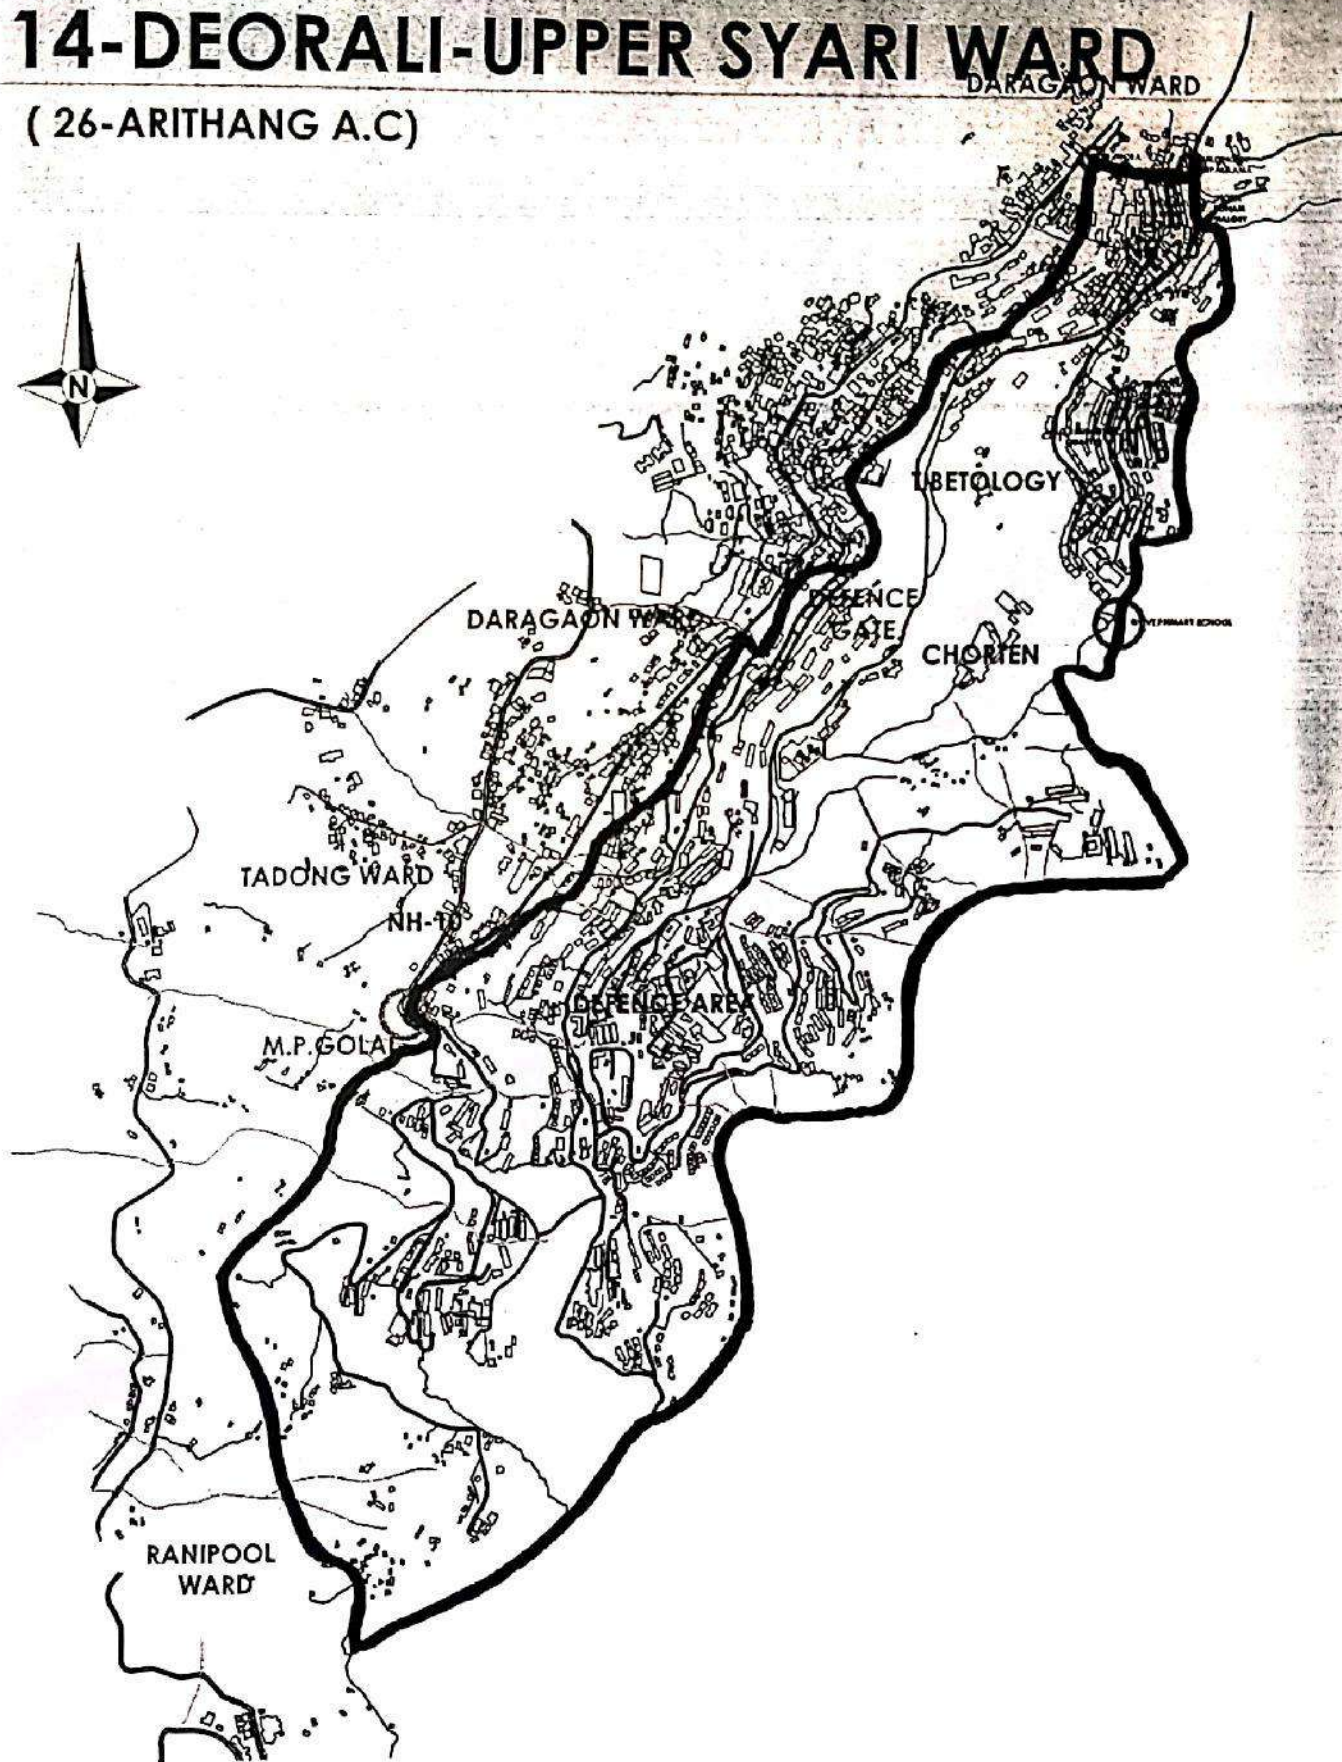 14-DEORALI-UPPER SYARI WARD
DARAGAON WARD
( 26-ARITHANG A.C)
N
TIBETOLOGY
DEFENCE
GATE
DARAGAON WARD
CHORTEN
TADONG WARD
NH-10
DEFENCE AREA
M.P.GOLAI
RANIPOOL
WARD